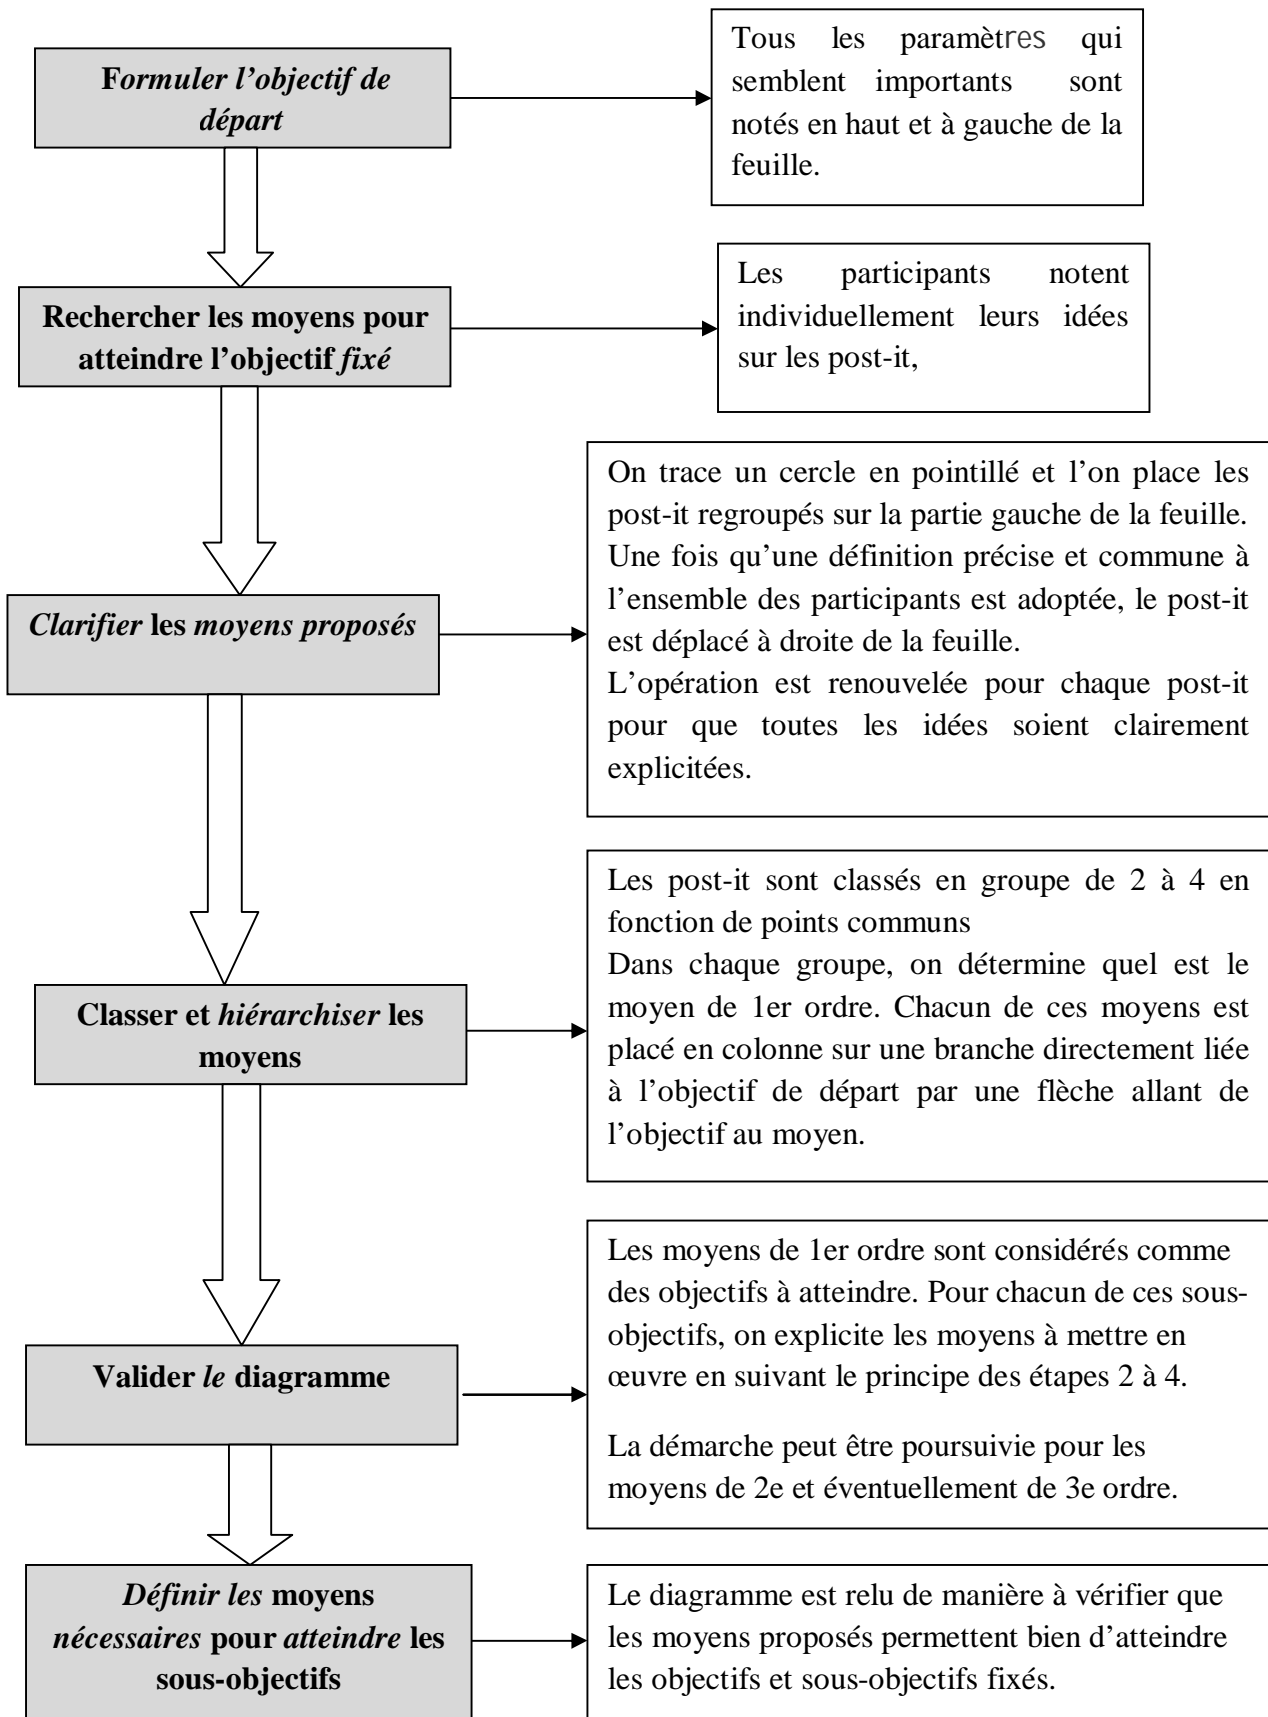 Formuler l’objectif de
départ
Tous les paramètres qui
semblent importants sont
notés en haut et à gauche de la
feuille.
Rechercher les moyens pour
atteindre l’objectif fixé
Les participants notent
individuellement leurs idées
sur les post-it,
Clarifier les moyens proposés
On trace un cercle en pointillé et l’on place les
post-it regroupés sur la partie gauche de la feuille.
Une fois qu’une définition précise et commune à
l’ensemble des participants est adoptée, le post-it
est déplacé à droite de la feuille.
L’opération est renouvelée pour chaque post-it
pour que toutes les idées soient clairement
explicitées.
Classer et hiérarchiser les
moyens
Les post-it sont classés en groupe de 2 à 4 en
fonction de points communs
Dans chaque groupe, on détermine quel est le
moyen de 1er ordre. Chacun de ces moyens est
placé en colonne sur une branche directement liée
à l’objectif de départ par une flèche allant de
l’objectif au moyen.
Valider le diagramme
Les moyens de 1er ordre sont considérés comme
des objectifs à atteindre. Pour chacun de ces sous-
objectifs, on explicite les moyens à mettre en
œuvre en suivant le principe des étapes 2 à 4.
La démarche peut être poursuivie pour les
moyens de 2e et éventuellement de 3e ordre.
Définir les moyens
nécessaires pour atteindre les
sous-objectifs
Le diagramme est relu de manière à vérifier que
les moyens proposés permettent bien d’atteindre
les objectifs et sous-objectifs fixés.